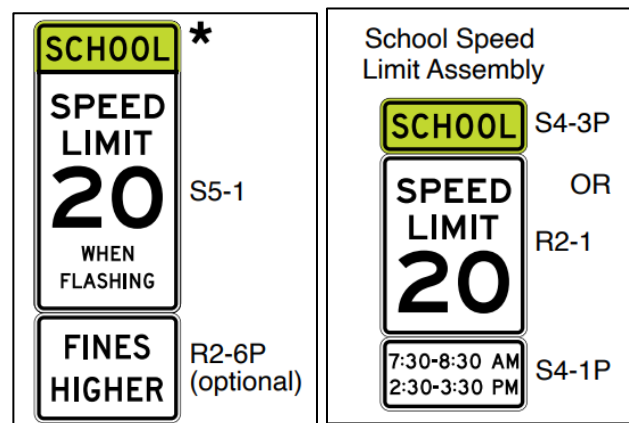 SCHOOL *
SPEED
LIMIT
20
WHEN
FLASHING
S5-1
FINES
HIGHER
R2-6P
(optional)
School Speed
Limit Assembly
SCHOOL S4-3P
OR
SPEED
LIMIT
20
R2-1
7:30-8:30 AM
2:30-3:30 PM
S4-1P